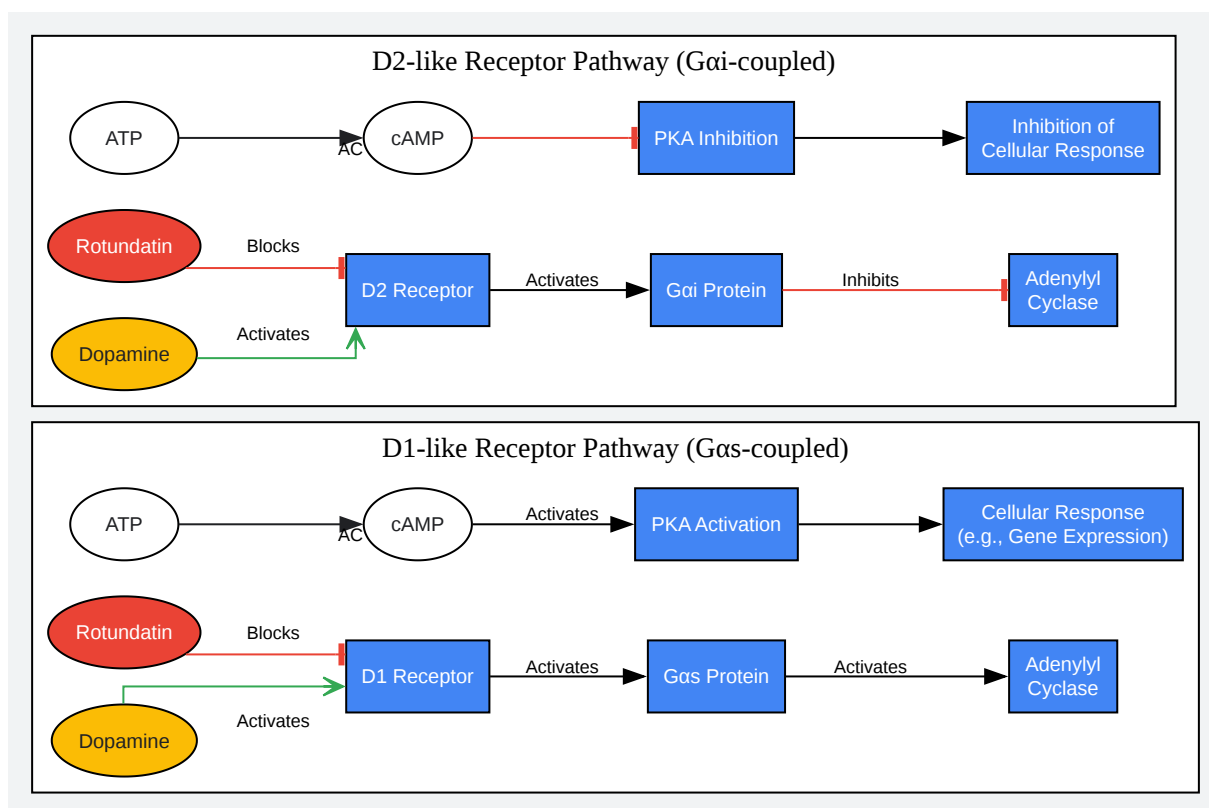 D2-like Receptor Pathway (Gαi-coupled)
ATP
AC
cAMP
PKA Inhibition
Inhibition of
Cellular Response
Rotundatin
Blocks
D2 Receptor
Activates
Gαi Protein
Inhibits
Adenylyl
Cyclase
Dopamine
Activates
D1-like Receptor Pathway (Gαs-coupled)
ATP
AC
cAMP
Activates
PKA Activation
Cellular Response
(e.g., Gene Expression)
Rotundatin
Blocks
D1 Receptor
Activates
Gαs Protein
Activates
Adenylyl
Cyclase
Dopamine
Activates